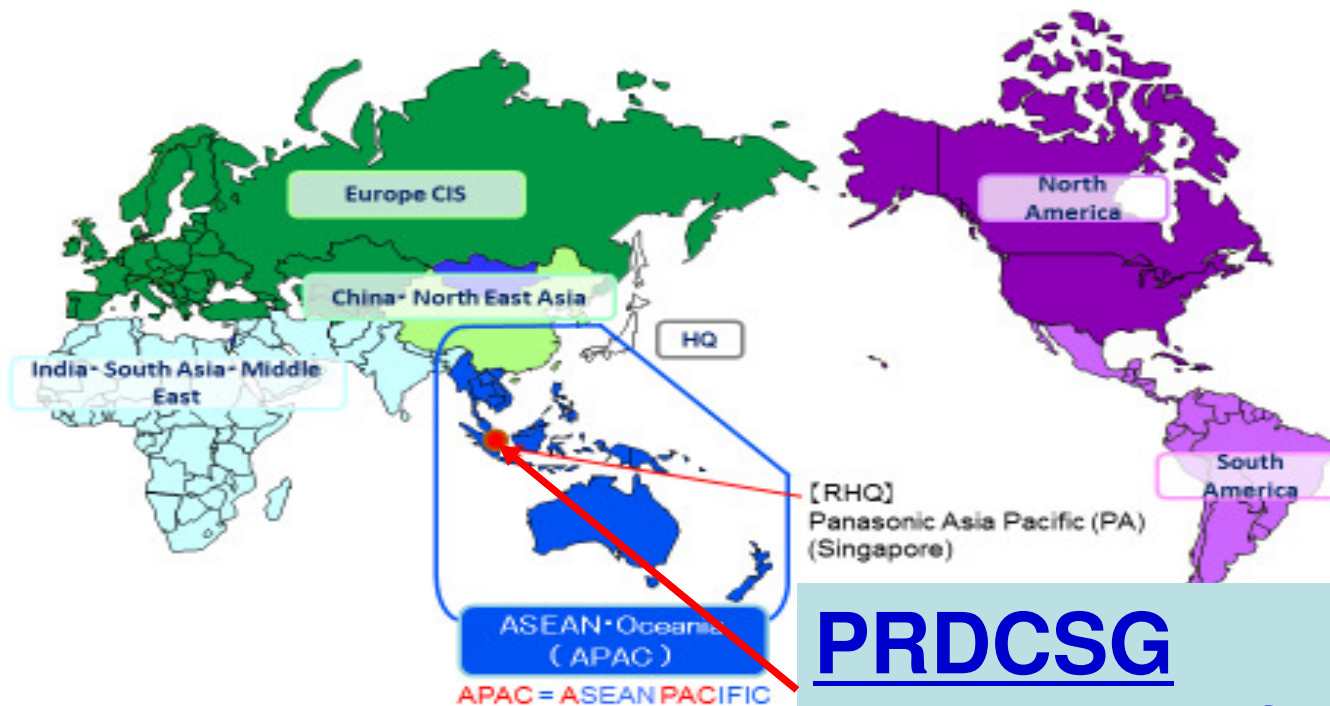 Europe CIS
North
America
China- North East Asia
HQ
India- South Asia- Middle
East
South
America
【RHQ】
Panasonic Asia Pacific (PA)
(Singapore)
ASEAN・Oceania
( APAC )
APAC = ASEAN PACIFIC
PRDCSG